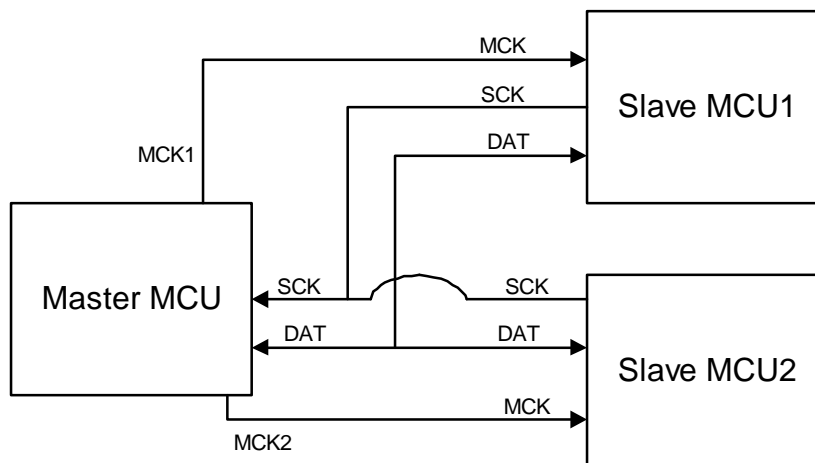 MCK
SCK
Slave MCU1
DAT
MCK1
Master MCU
SCK
SCK
DAT
DAT
Slave MCU2
MCK
MCK2